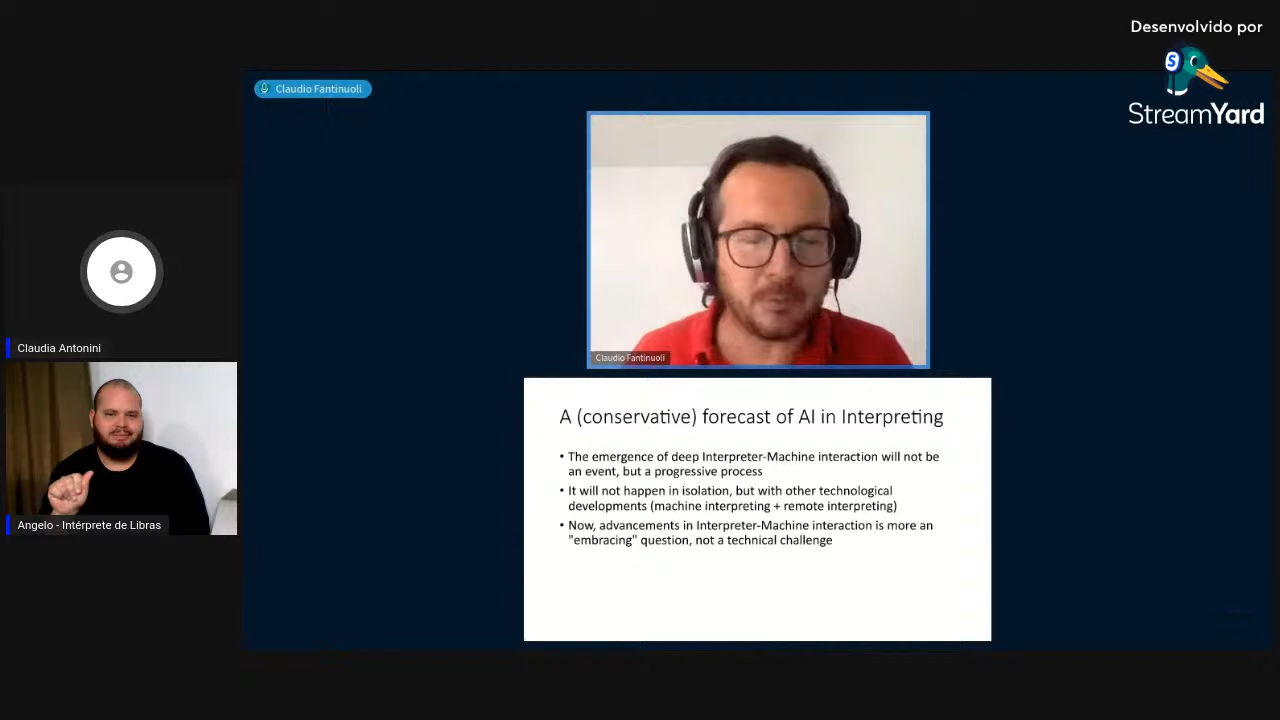 Desenvolvido por
StreamYard
Claudio Fantinuoli
Claudio Fantinuoli
Claudia Antonini
Angelo - Intérprete de Libras
A (conservative) forecast of AI in Interpreting
• The emergence of deep Interpreter-Machine interaction will not be
an event, but a progressive process
• It will not happen in isolation, but with other technological
developments (machine interpreting + remote interpreting)
• Now, advancements in Interpreter-Machine interaction is more an
"embracing" question, not a technical challenge